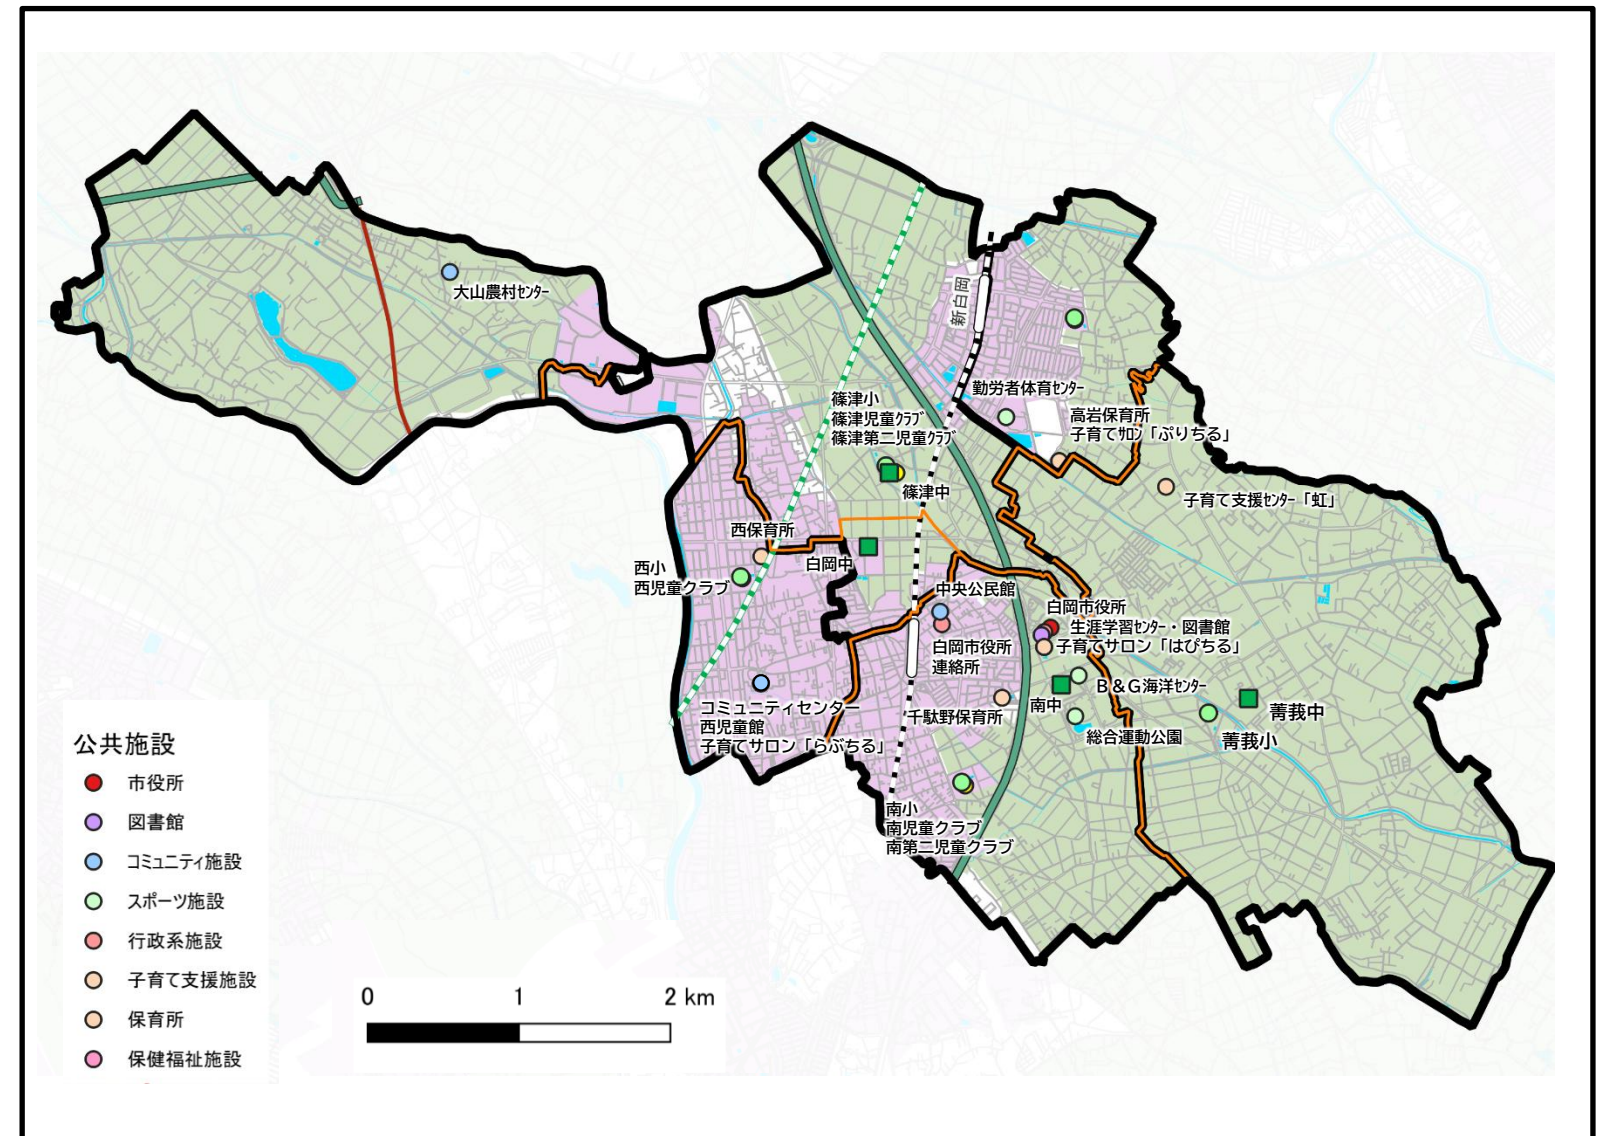 新白岡
大山農村ｾﾝﾀｰ
勤労者体育ｾﾝﾀｰ
篠津小
篠津児童ｸﾗﾌﾞ
篠津第二児童ｸﾗﾌﾞ
高岩保育所
子育てｻﾛﾝ「ぷりちる」
篠津中
子育て支援ｾﾝﾀｰ「虹」
西保育所
白岡中
西小
西児童クラブ
中央公民館
白岡市役所
生涯学習ｾﾝﾀｰ・図書館
子育てサロン「はぴちる」
白岡市役所
連絡所
Ｂ＆Ｇ海洋ｾﾝﾀｰ
南中
千駄野保育所
コミュニティセンター
西児童館
子育てサロン「らぶちる」
総合運動公園
菁莪中
菁莪小
南小
南児童クラブ
南第二児童クラブ
公共施設
市役所
図書館
ｺﾐｭﾆﾃｨ施設
スポーツ施設
行政系施設
子育て支援施設
保育所
保健福祉施設
0 1 2 km